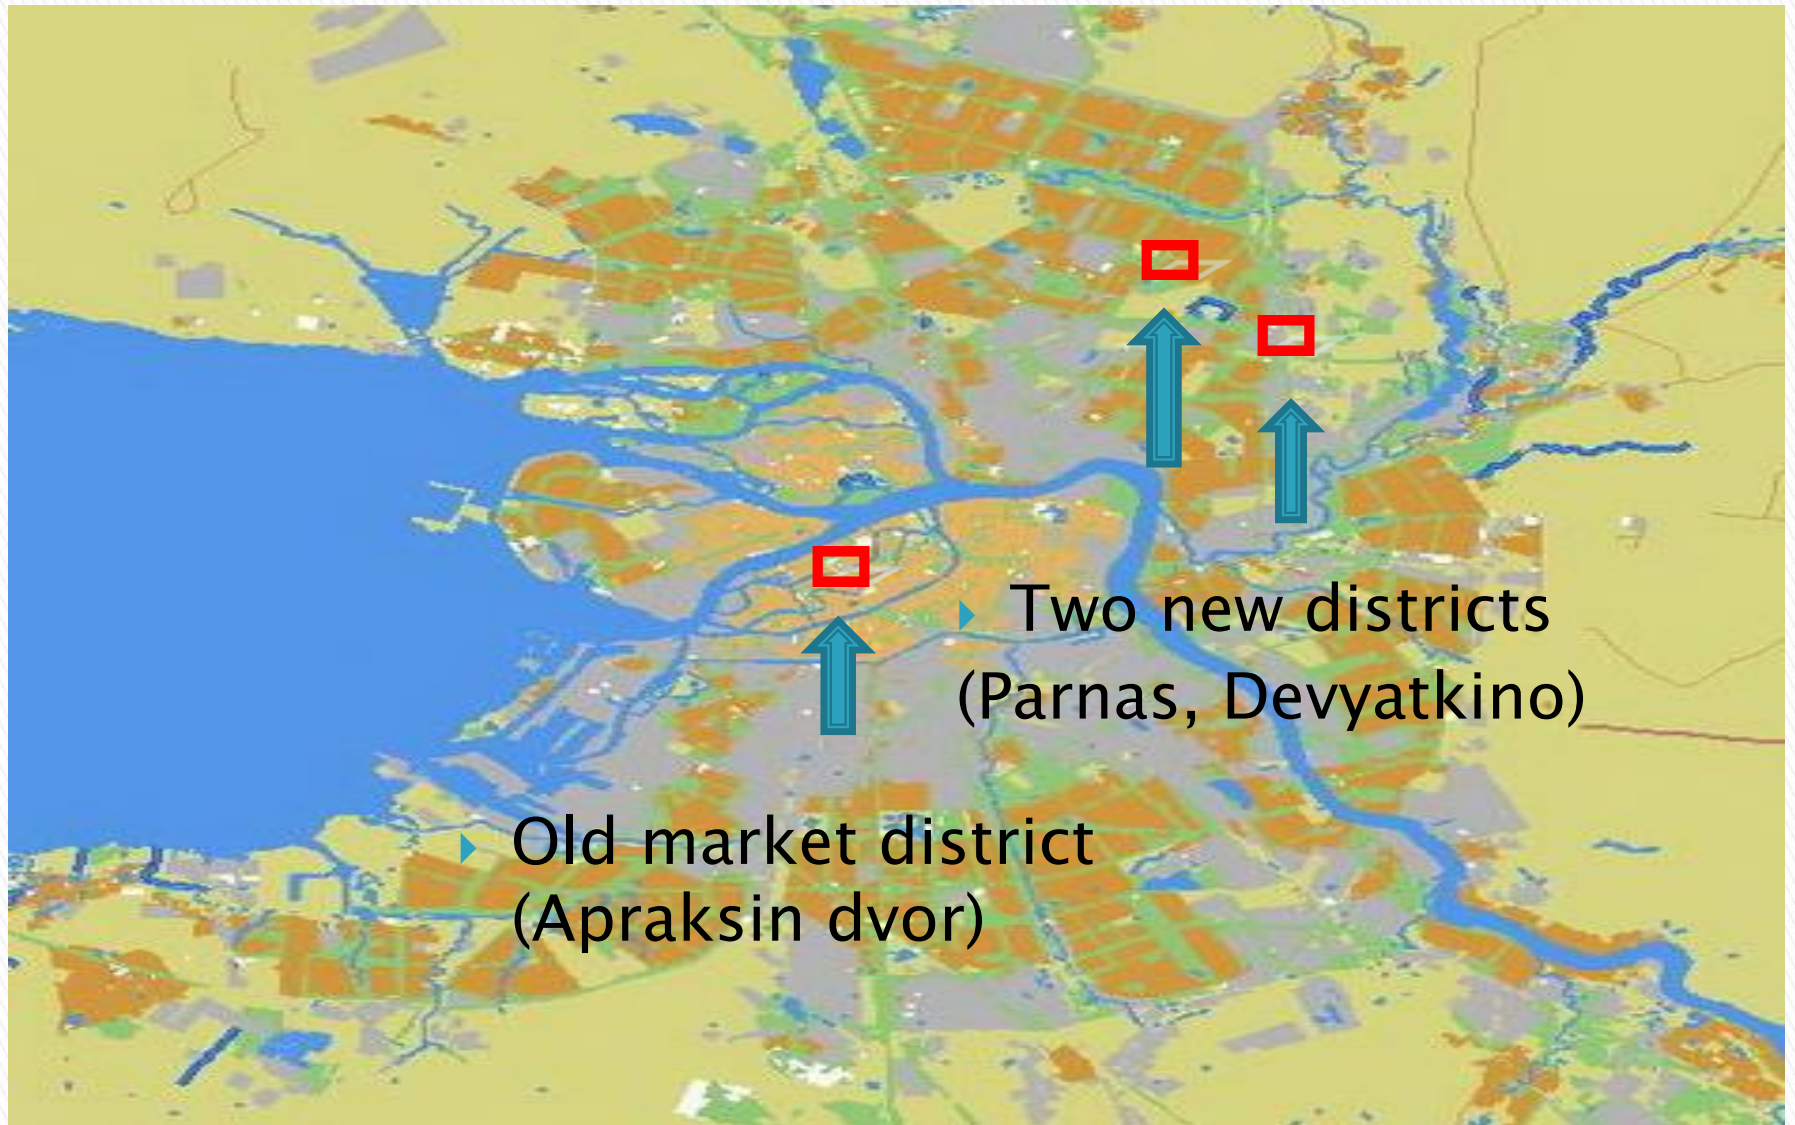 Two new districts
(Parnas, Devyatkino)
Old market district
(Apraksin dvor)